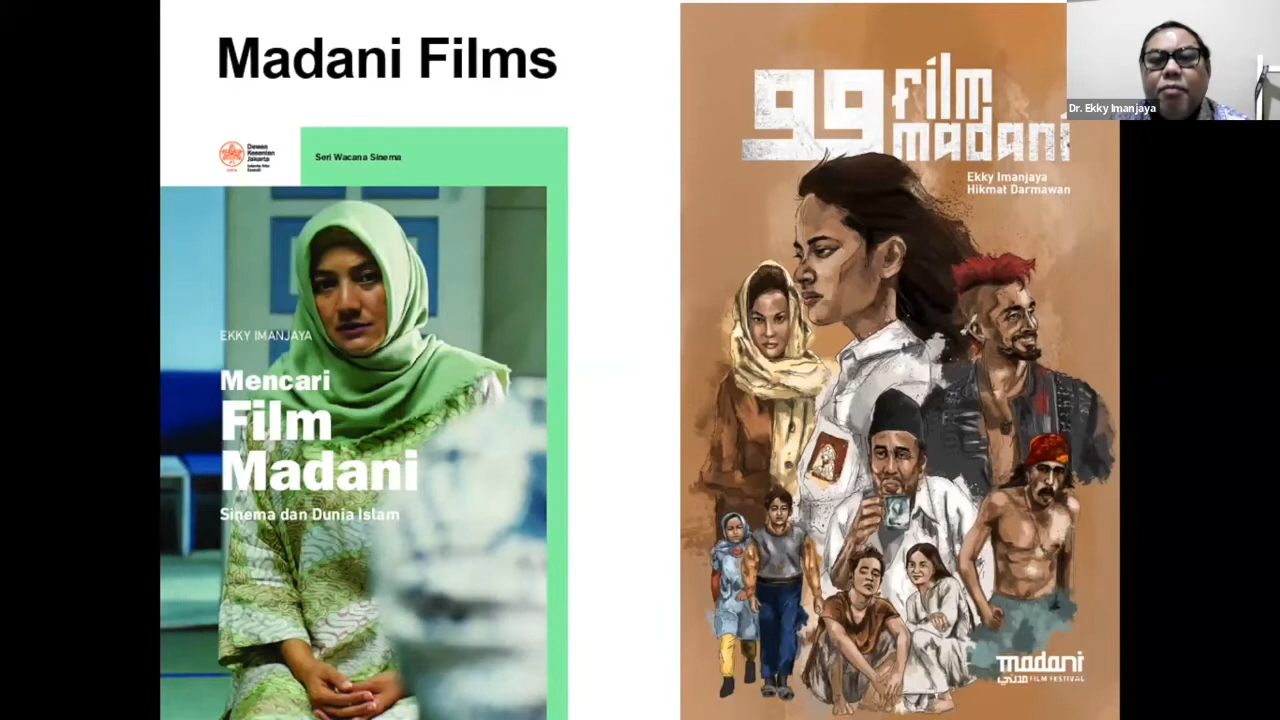 Madani Films
Dewan
Kesenian
Jakarta
Seri Wacana Sinema
EKKY IMANJAYA
Mencari
Film
Madani
Sinema dan Dunia Islam
99 film
madani
Ekky Imanjaya
Hikmat Darmawan
madani
مدني FILM FESTIVAL
Dr. Ekky Imanjaya